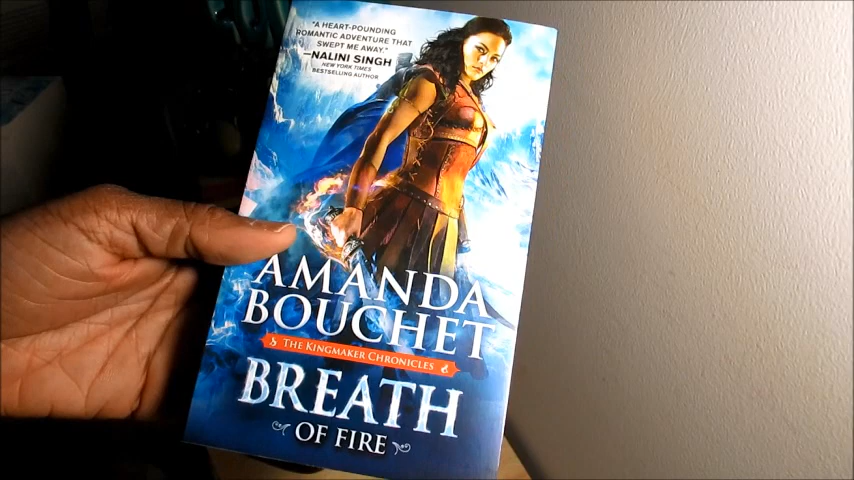 "A HEART-POUNDING
ROMANTIC ADVENTURE THAT
SWEPT ME AWAY."
—NALINI SINGH
NEW YORK TIMES
BESTSELLING AUTHOR
AMANDA
BOUCHET
THE KINGMAKER CHRONICLES
BREATH
OF FIRE